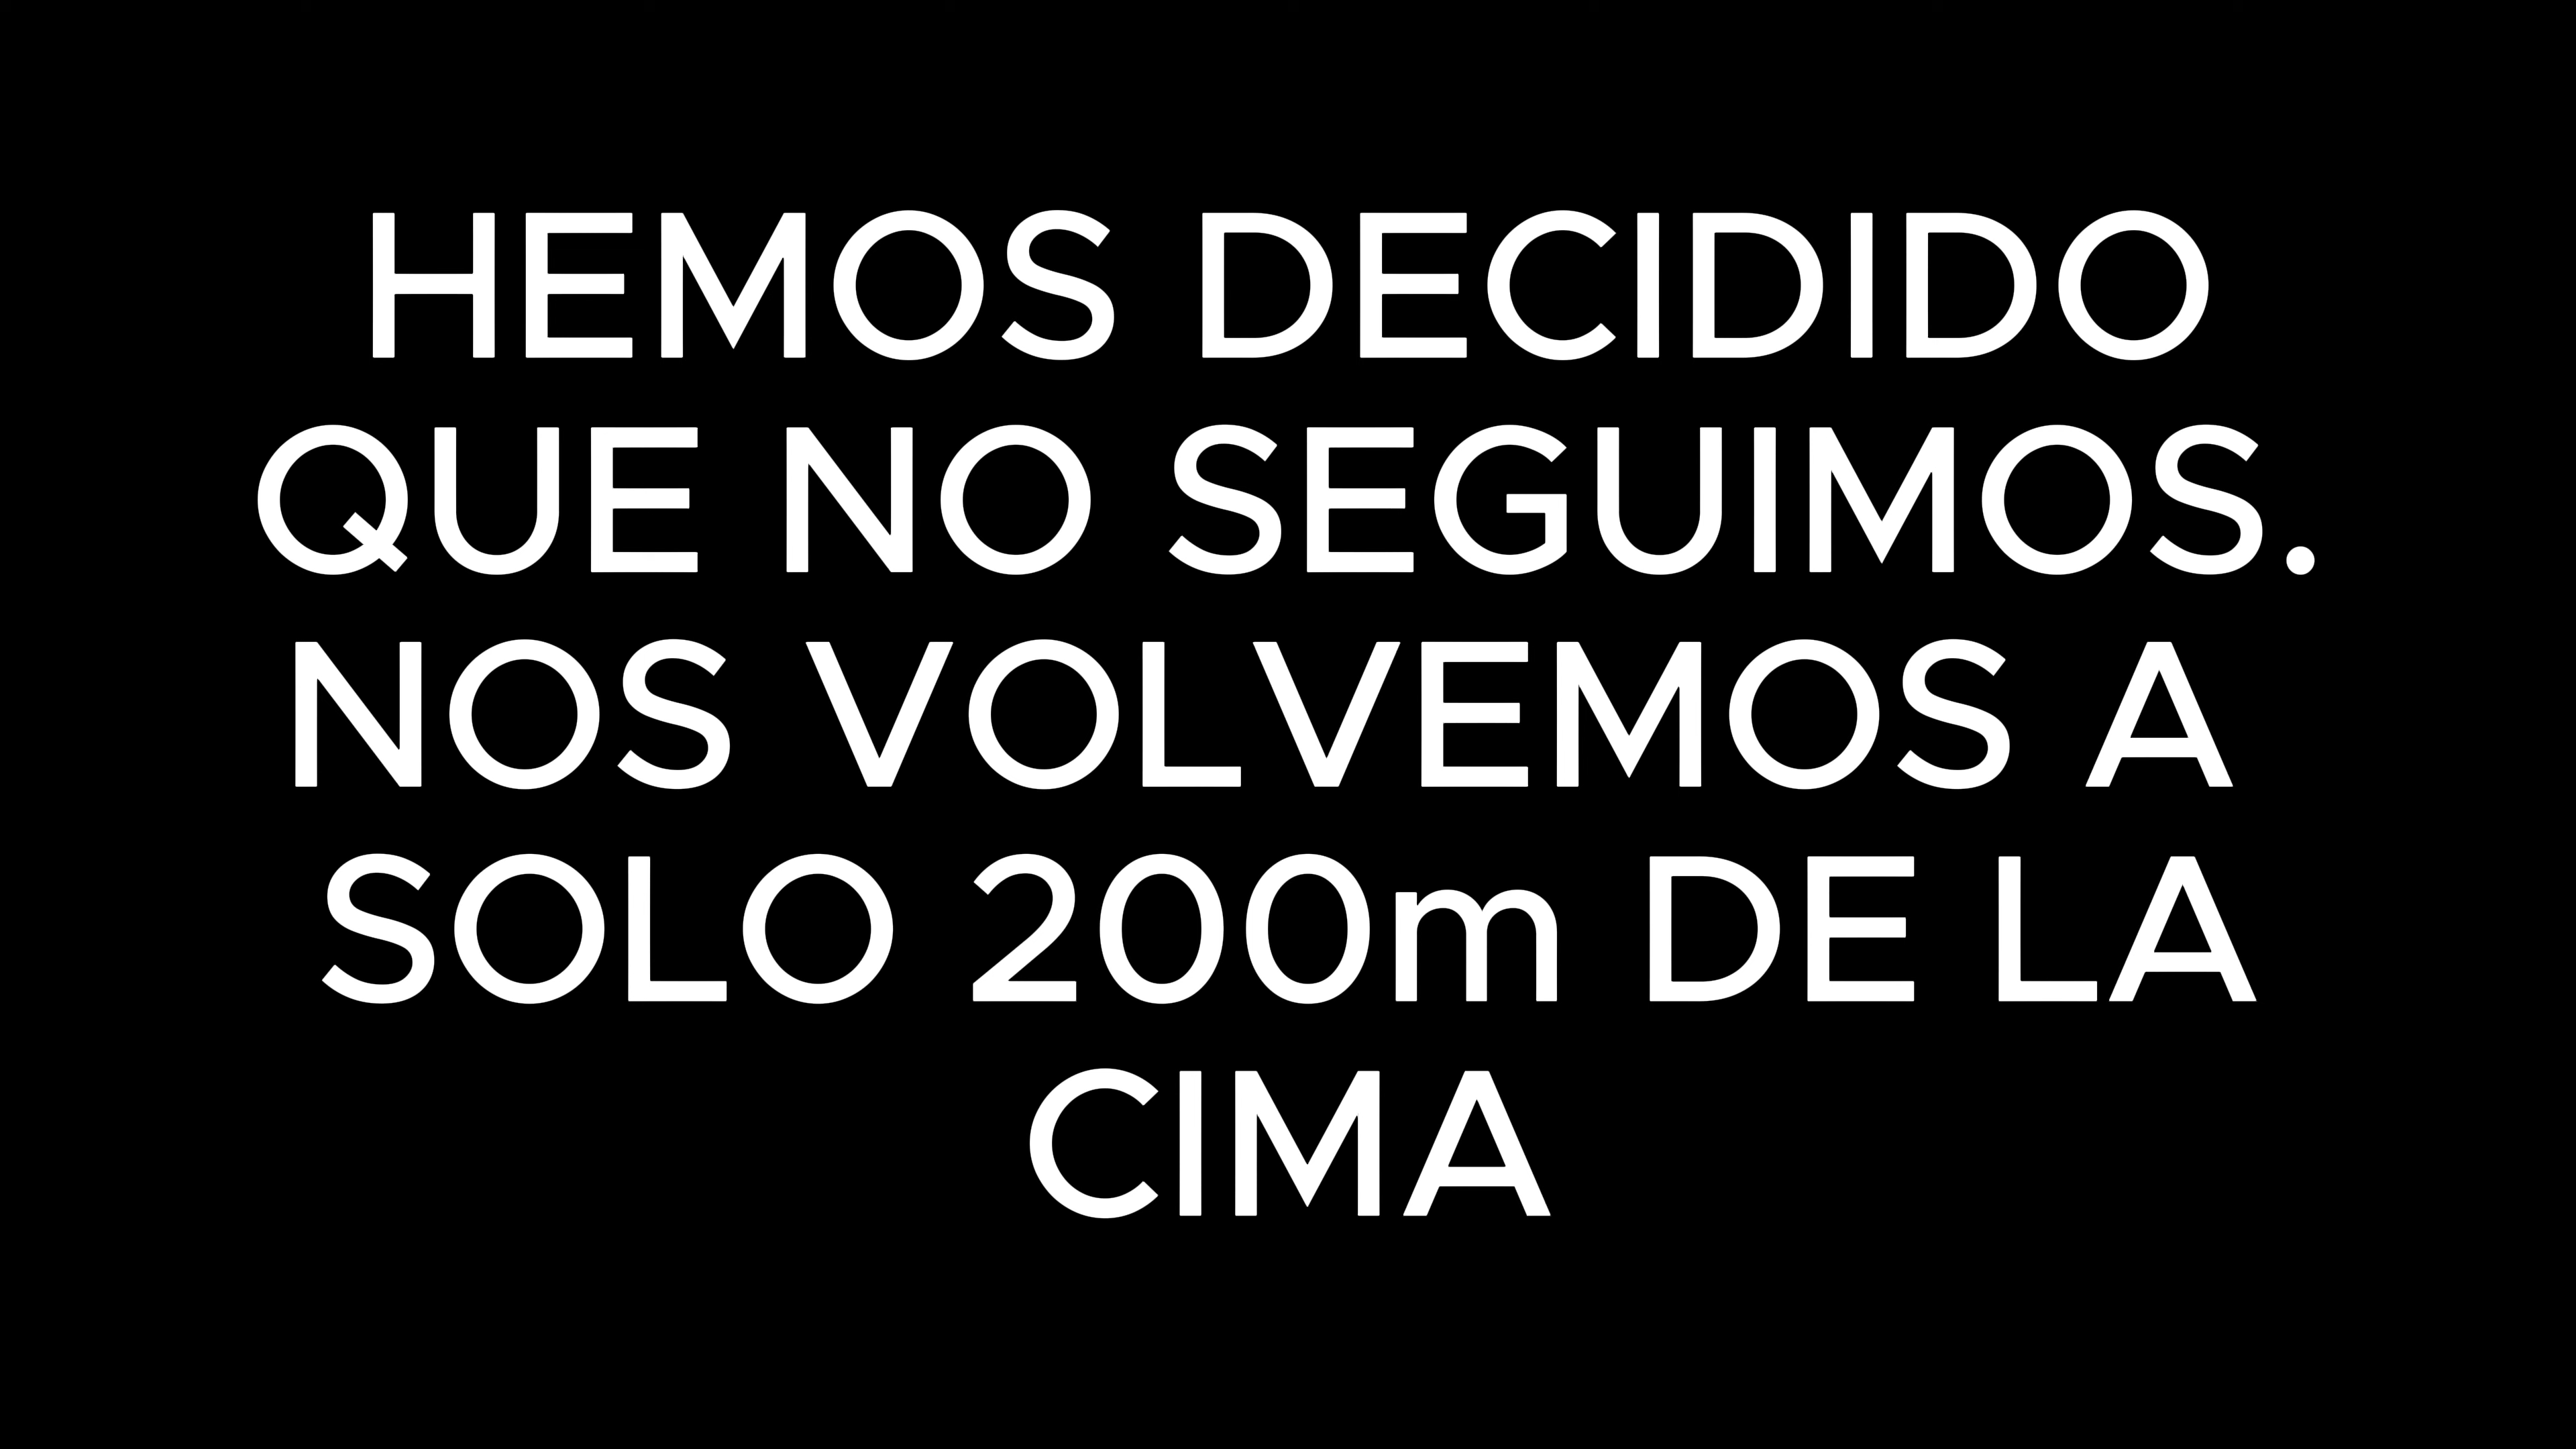 HEMOS DECIDIDO
QUE NO SEGUIMOS.
NOS VOLVEMOS A
SOLO 200m DE LA
CIMA